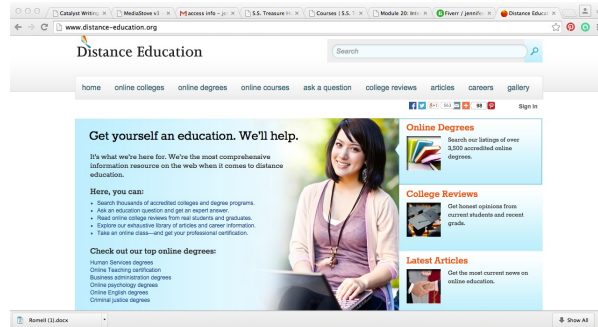 Catalyst Writing
MediaStove v3
access info – je
S.S. Treasure H
Courses | S.S. T
Module 20: Inte
Fiverr / jennifer
Distance Educat
www.distance-education.org
Distance Education
Search
home online colleges online degrees online courses ask a question college reviews articles careers gallery
98
Sign In
Get yourself an education. We'll help.
It's what we're here for. We're the most comprehensive
information resource on the web when it comes to distance
education.
Here, you can:
Search thousands of accredited colleges and degree programs.
Ask an education question and get an expert answer.
Read online college reviews from real students and graduates.
Explore our exhaustive library of articles and career information.
Take an online class—and get your professional certification.
Check out our top online degrees:
Human Services degrees
Online Teaching certification
Business administration degrees
Online psychology degrees
Online English degrees
Criminal justice degrees
Online Degrees
Search our listings of over
3,500 accredited online
degrees.
College Reviews
Get honest opinions from
current students and recent
grads.
Latest Articles
Get the most current news on
online education.
Romell (1).docx
Show All